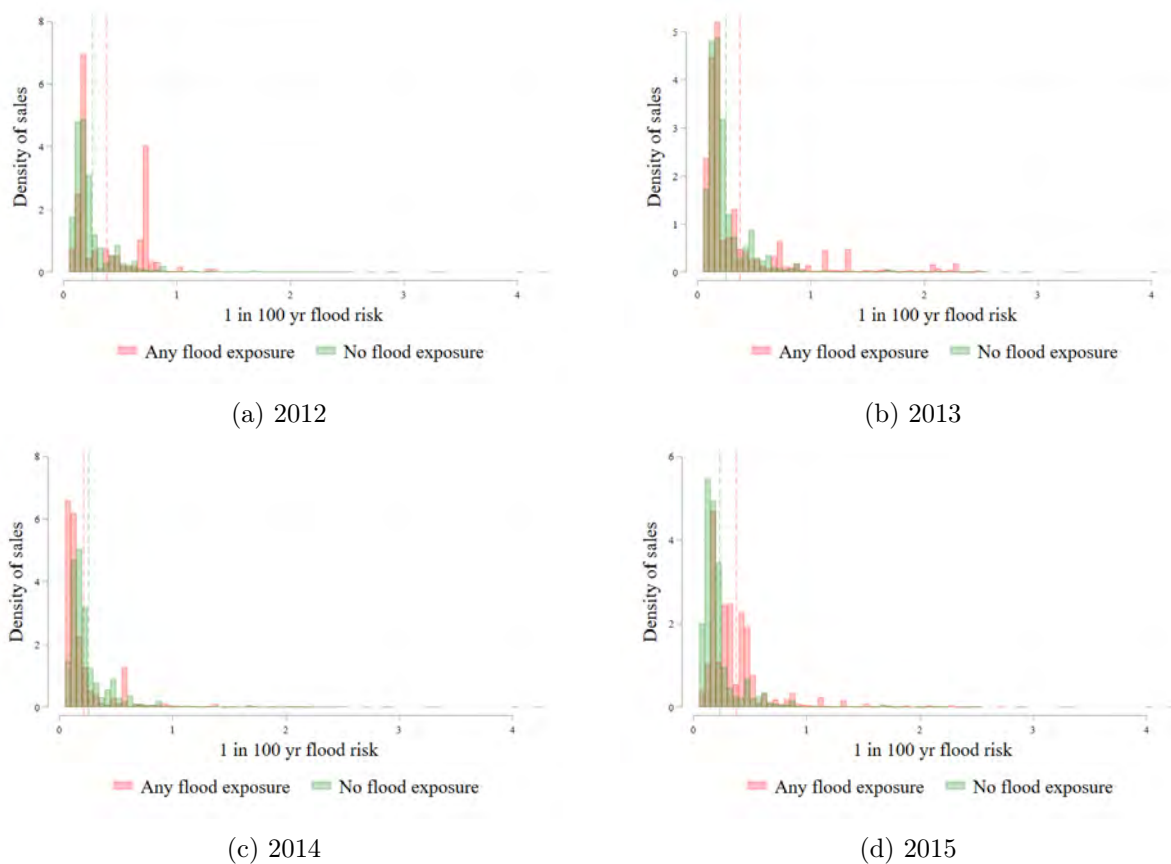 8
6
4
2
0
Density of sales
0 1 2 3 4
1 in 100 yr flood risk
Any flood exposure No flood exposure
(a) 2012
5
4
3
2
1
0
Density of sales
0 1 2 3 4
1 in 100 yr flood risk
Any flood exposure No flood exposure
(b) 2013
8
6
4
2
0
Density of sales
0 1 2 3 4
1 in 100 yr flood risk
Any flood exposure No flood exposure
(c) 2014
6
4
2
0
Density of sales
0 1 2 3 4
1 in 100 yr flood risk
Any flood exposure No flood exposure
(d) 2015